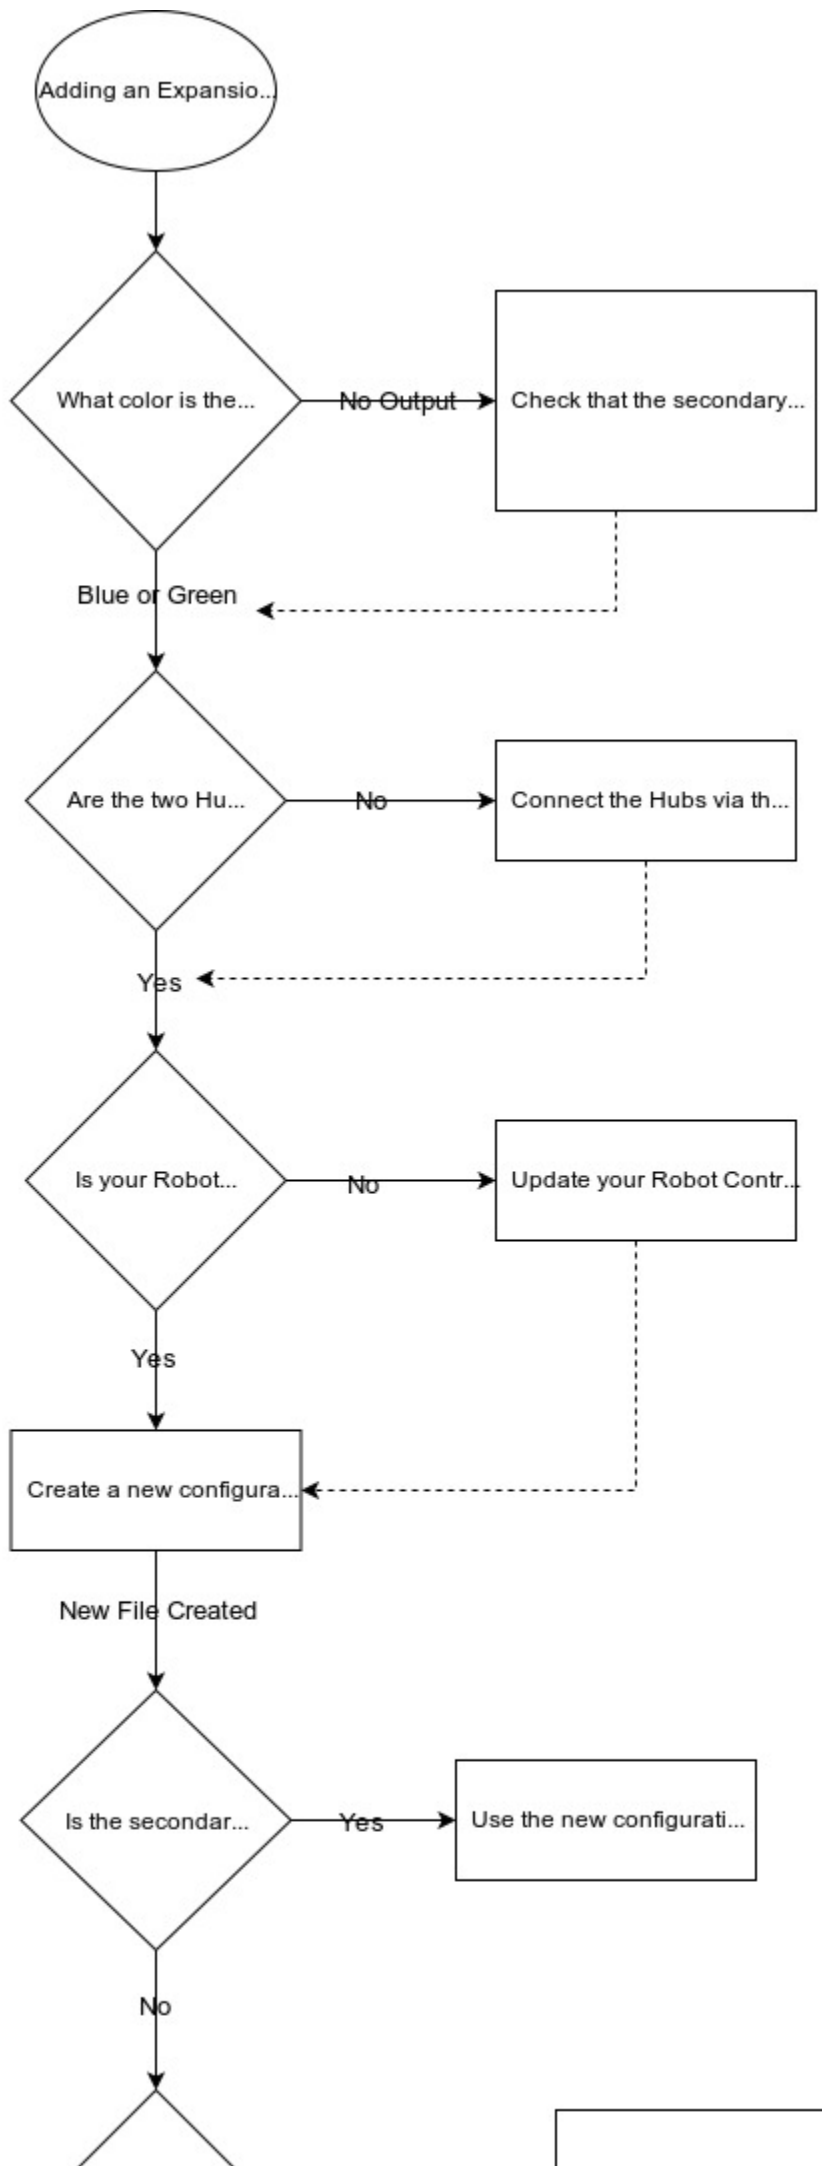 Adding an Expansio...
What color is the...
No Output
Check that the secondary...
Blue or Green
Are the two Hu...
No
Connect the Hubs via th...
Yes
Is your Robot...
No
Update your Robot Contr...
Yes
Create a new configura...
New File Created
Is the secondar...
Yes
Use the new configurati...
No